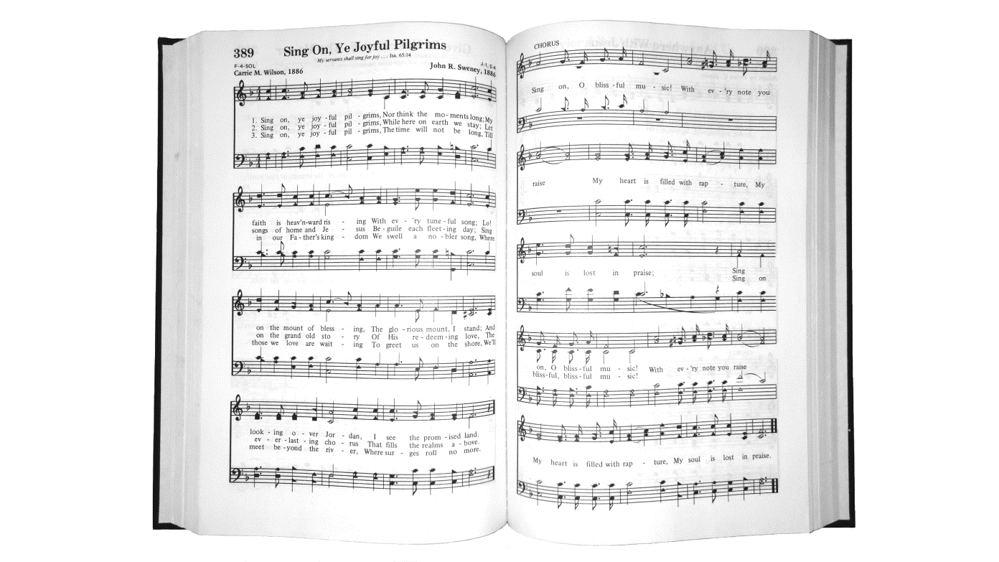 389 Sing On, Ye Joyful Pilgrims
My servants shall sing for joy . . . Isa. 65:14
F-4-SOL
J-1, S-4
Carrie M. Wilson, 1886
John R. Sweney, 1886
1. Sing on, ye joy - ful pil - grims, Nor think the mo - ments long; My
2. Sing on, ye joy - ful pil - grims, While here on earth we stay; Let
3. Sing on, ye joy - ful pil - grims, The time will not be long, Till
faith is heav'n-ward ris - ing With ev - 'ry tune - ful song; Lo!
songs of home and Je - sus Be - guile each fleet - ing day; Sing
in our Fa - ther's king - dom We swell a no - bler song, Where
on the mount of bless - ing, The glo - rious mount, I stand; And
on the grand old sto - ry Of His re - deem - ing love, The
those we love are wait - ing To greet us on the shore, We'll
look - ing o - ver Jor - dan, I see the prom - ised land.
ev - er - last - ing cho - rus That fills the realms a - bove.
meet be - yond the riv - er, Where sur - ges roll no more.
CHORUS
Sing on, O bliss - ful mu - sic! With ev - 'ry note you
raise My heart is filled with rap - ture, My
soul is lost in praise; Sing
Sing on
on, O bliss - ful mu - sic! With ev - 'ry note you raise
bliss-ful, bliss - ful mu - sic!
My heart is filled with rap - ture, My soul is lost in praise.